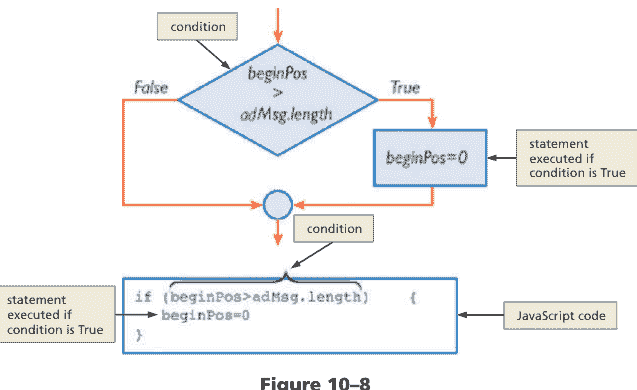 condition
beginPos
>
adMsg.length
False
True
beginPos=0
statement
executed if
condition is True
condition
if (beginPos>adMsg.length) {
beginPos=0
}
statement
executed if
condition is True
JavaScript code
Figure 10–8